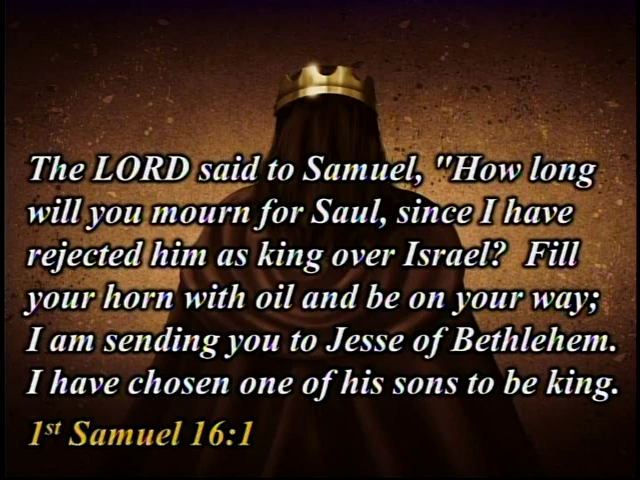 The LORD said to Samuel, "How long
will you mourn for Saul, since I have
rejected him as king over Israel?  Fill
your horn with oil and be on your way;
I am sending you to Jesse of Bethlehem.
I have chosen one of his sons to be king.
1st Samuel 16:1